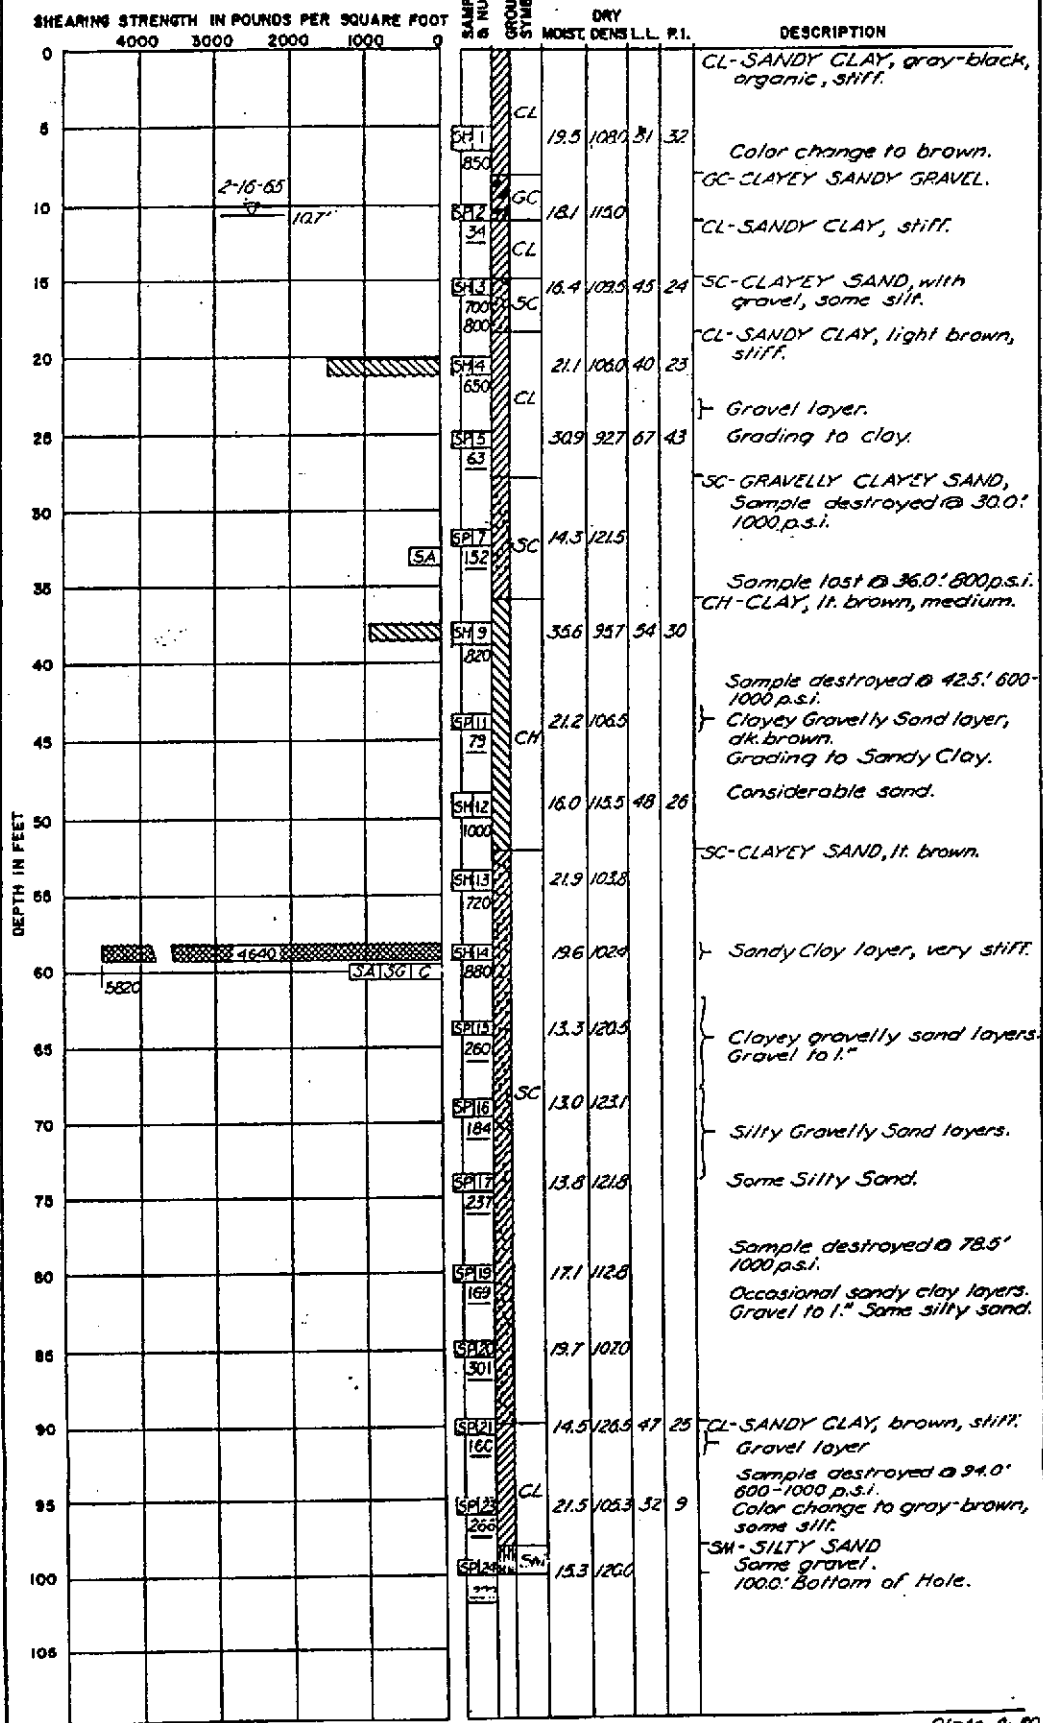 SHEARING STRENGTH IN POUNDS PER SQUARE FOOT
4000 3000 2000 1000 0
DRY
MOIST. DENS L.L. P.I.
DESCRIPTION
DEPTH IN FEET
0
CL-SANDY CLAY, gray-black,
organic, stiff.
CL
5 SH 1 19.5 108.0 51 32
850
Color change to brown.
2-16-65
GC-CLAYEY SANDY GRAVEL.
GC
10 10.7' SP 2 18.1 115.0
34
CL-SANDY CLAY, stiff.
CL
15 SH 3 16.4 109.5 45 24
SC-CLAYEY SAND, with
gravel, some silt.
700 SC
800
CL-SANDY CLAY, light brown,
stiff.
20 SH 4 21.1 106.0 40 23
650
CL
Gravel layer.
25 SP 5 30.9 92.7 67 43 Grading to clay.
63
SC-GRAVELLY CLAYEY SAND,
Sample destroyed @ 30.0'
1000 p.s.i.
30
SP 7 14.3 121.5
SA 152 SC
35
Sample lost @ 36.0' 800 p.s.i.
CH-CLAY, lt. brown, medium.
SH 9 35.6 95.7 54 30
820
40
Sample destroyed @ 42.5' 600-
1000 p.s.i.
SP 11 21.2 106.5
Clayey Gravelly Sand layer,
dk. brown.
79 CH
45
Grading to Sandy Clay.
SH 12 16.0 115.5 48 26 Considerable sand.
50 1000
SC-CLAYEY SAND, lt. brown.
SH 13 21.9 103.8
55 720
4640 SH 14 19.6 102.4 Sandy Clay layer, very stiff.
60 SA SG C 880
5820
SP 15 13.3 120.5
Clayey gravelly sand layers.
Gravel to 1."
65 260
SC
SP 16 13.0 123.1
70 184
Silty Gravelly Sand layers.
SP 17 13.8 121.8 Some Silty Sand.
75 237
Sample destroyed @ 78.5'
1000 p.s.i.
80 SP 19 17.1 112.8
169
Occasional sandy clay layers.
Gravel to 1." Some silty sand.
85 SP 20 19.7 107.0
301
90 SP 21 14.5 126.5 47 25 CL-SANDY CLAY, brown, stiff.
160 Gravel layer
Sample destroyed @ 94.0'
600-1000 p.s.i.
CL
95 SP 23 21.5 105.3 32 9
Color change to gray-brown,
some silt.
266
SM-SILTY SAND
SM
Some gravel.
100 SP 24 15.3 120.0
100.0' Bottom of Hole.
105